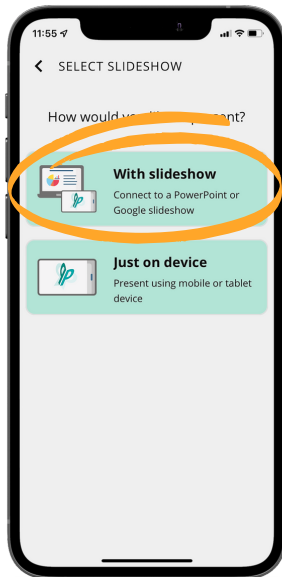 11:55
SELECT SLIDESHOW
How would present?
With slideshow
Connect to a PowerPoint or
Google slideshow
Just on device
Present using mobile or tablet
device